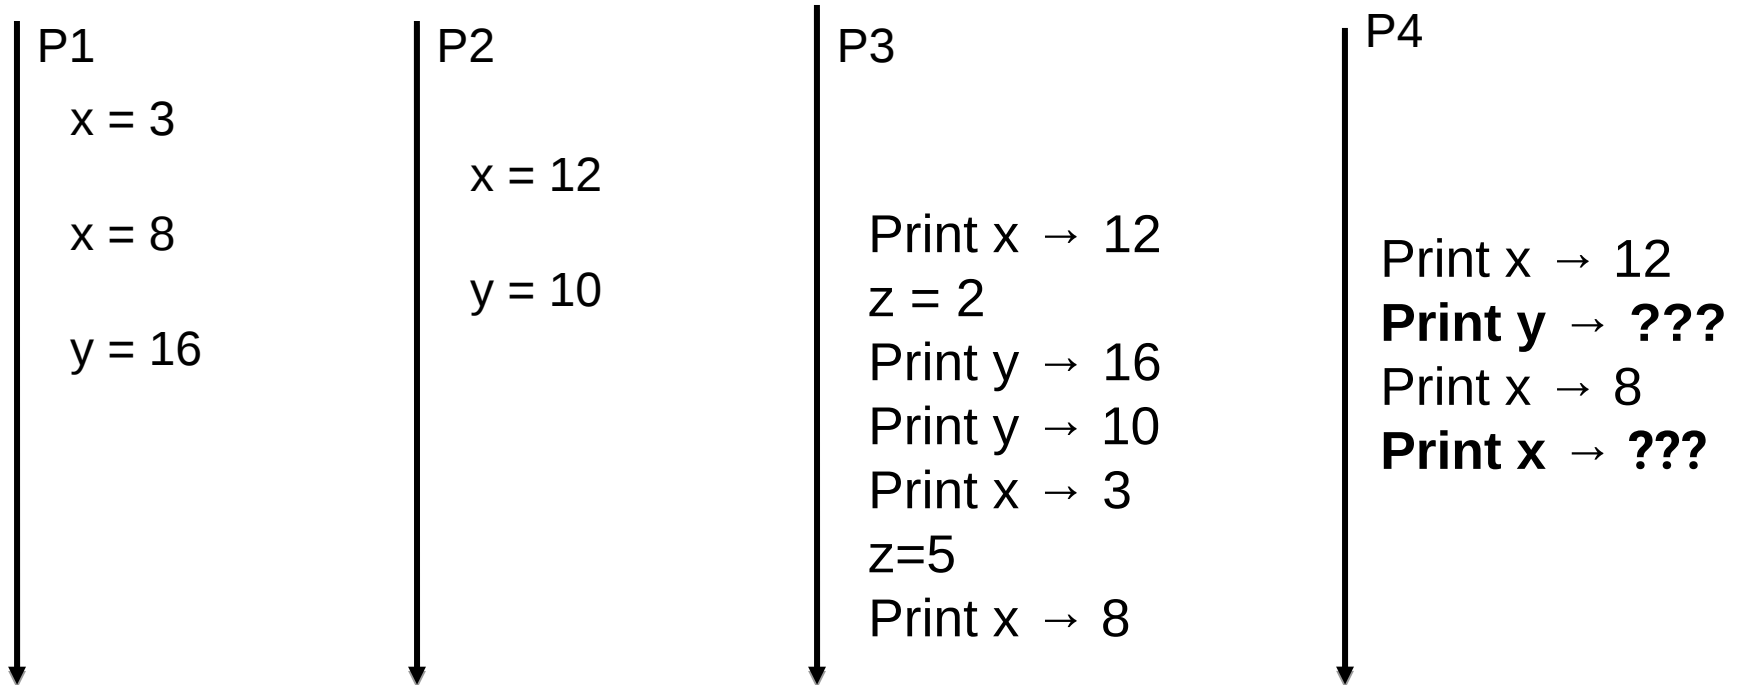 P1
x = 3
x = 8
y = 16
P2
x = 12
y = 10
P3
Print x → 12
z = 2
Print y → 16
Print y → 10
Print x → 3
z=5
Print x → 8
P4
Print x → 12
Print y → ???
Print x → 8
Print x → ???